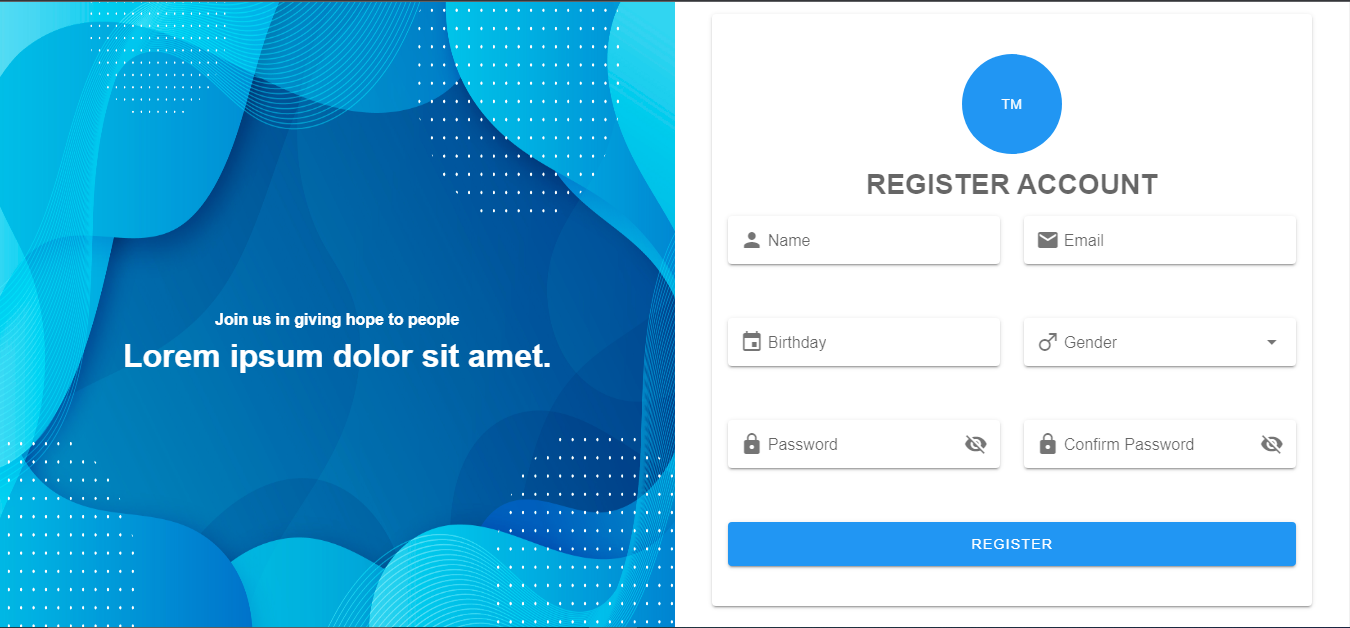 Join us in giving hope to people
Lorem ipsum dolor sit amet.
TM
REGISTER ACCOUNT
Name
Email
Birthday
Gender
Password
Confirm Password
REGISTER